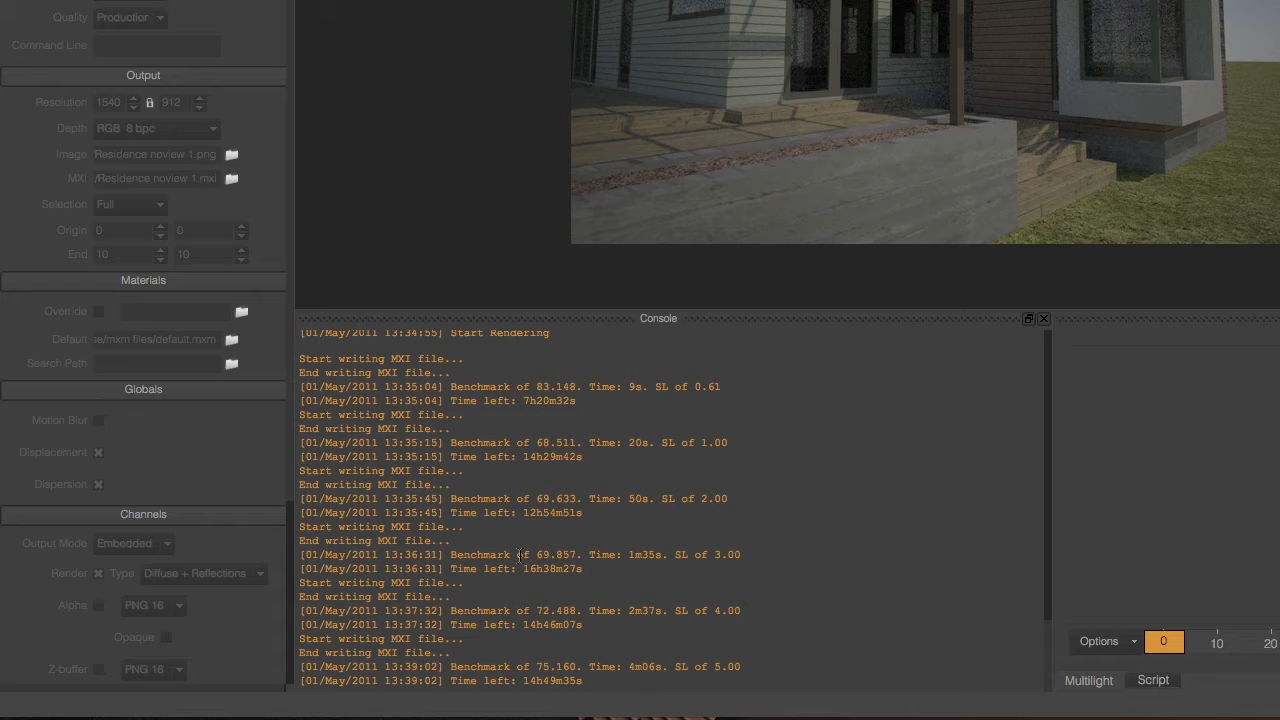 Quality Production
Command Line
Output
Resolution 1540 912
Depth RGB 8 bpc
Image 'Residence noview 1.png
MXI /Residence noview 1.mxi
Selection Full
Origin 0 0
End 10 10
Materials
Override
Default se/mxm files/default.mxm
Search Path
Globals
Motion Blur
Displacement
Dispersion
Channels
Output Mode Embedded
Render Type Diffuse + Reflections
Alpha PNG 16
Opaque
Z-buffer PNG 16
Console
[01/May/2011 13:34:55] Start Rendering
Start writing MXI file...
End writing MXI file...
[01/May/2011 13:35:04] Benchmark of 83.148. Time: 9s. SL of 0.61
[01/May/2011 13:35:04] Time left: 7h20m32s
Start writing MXI file...
End writing MXI file...
[01/May/2011 13:35:15] Benchmark of 68.511. Time: 20s. SL of 1.00
[01/May/2011 13:35:15] Time left: 14h29m42s
Start writing MXI file...
End writing MXI file...
[01/May/2011 13:35:45] Benchmark of 69.633. Time: 50s. SL of 2.00
[01/May/2011 13:35:45] Time left: 12h54m51s
Start writing MXI file...
End writing MXI file...
[01/May/2011 13:36:31] Benchmark of 69.857. Time: 1m35s. SL of 3.00
[01/May/2011 13:36:31] Time left: 16h38m27s
Start writing MXI file...
End writing MXI file...
[01/May/2011 13:37:32] Benchmark of 72.488. Time: 2m37s. SL of 4.00
[01/May/2011 13:37:32] Time left: 14h46m07s
Start writing MXI file...
End writing MXI file...
[01/May/2011 13:39:02] Benchmark of 75.160. Time: 4m06s. SL of 5.00
[01/May/2011 13:39:02] Time left: 14h49m35s
Options 0 10 20
Multilight Script